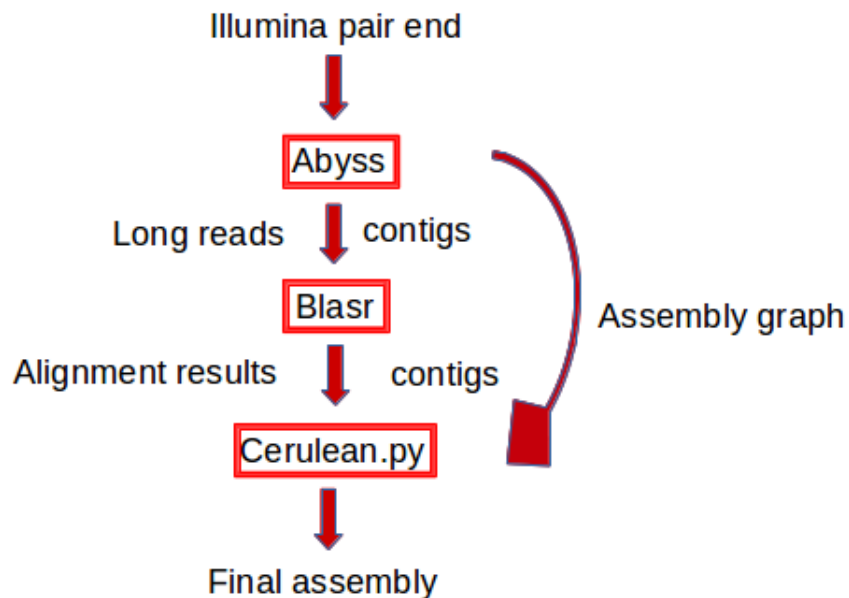 Illumina pair end
Abyss
Long reads
contigs
Blasr
Assembly graph
Alignment results
contigs
Cerulean.py
Final assembly